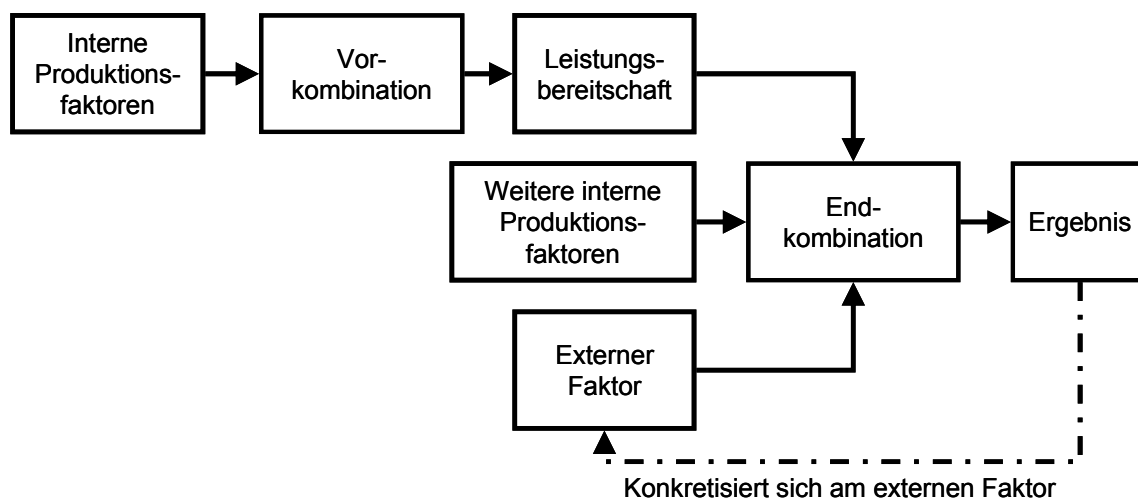 Interne
Produktions-
faktoren
Vor-
kombination
Leistungs-
bereitschaft
Weitere interne
Produktions-
faktoren
End-
kombination
Ergebnis
Externer
Faktor
Konkretisiert sich am externen Faktor